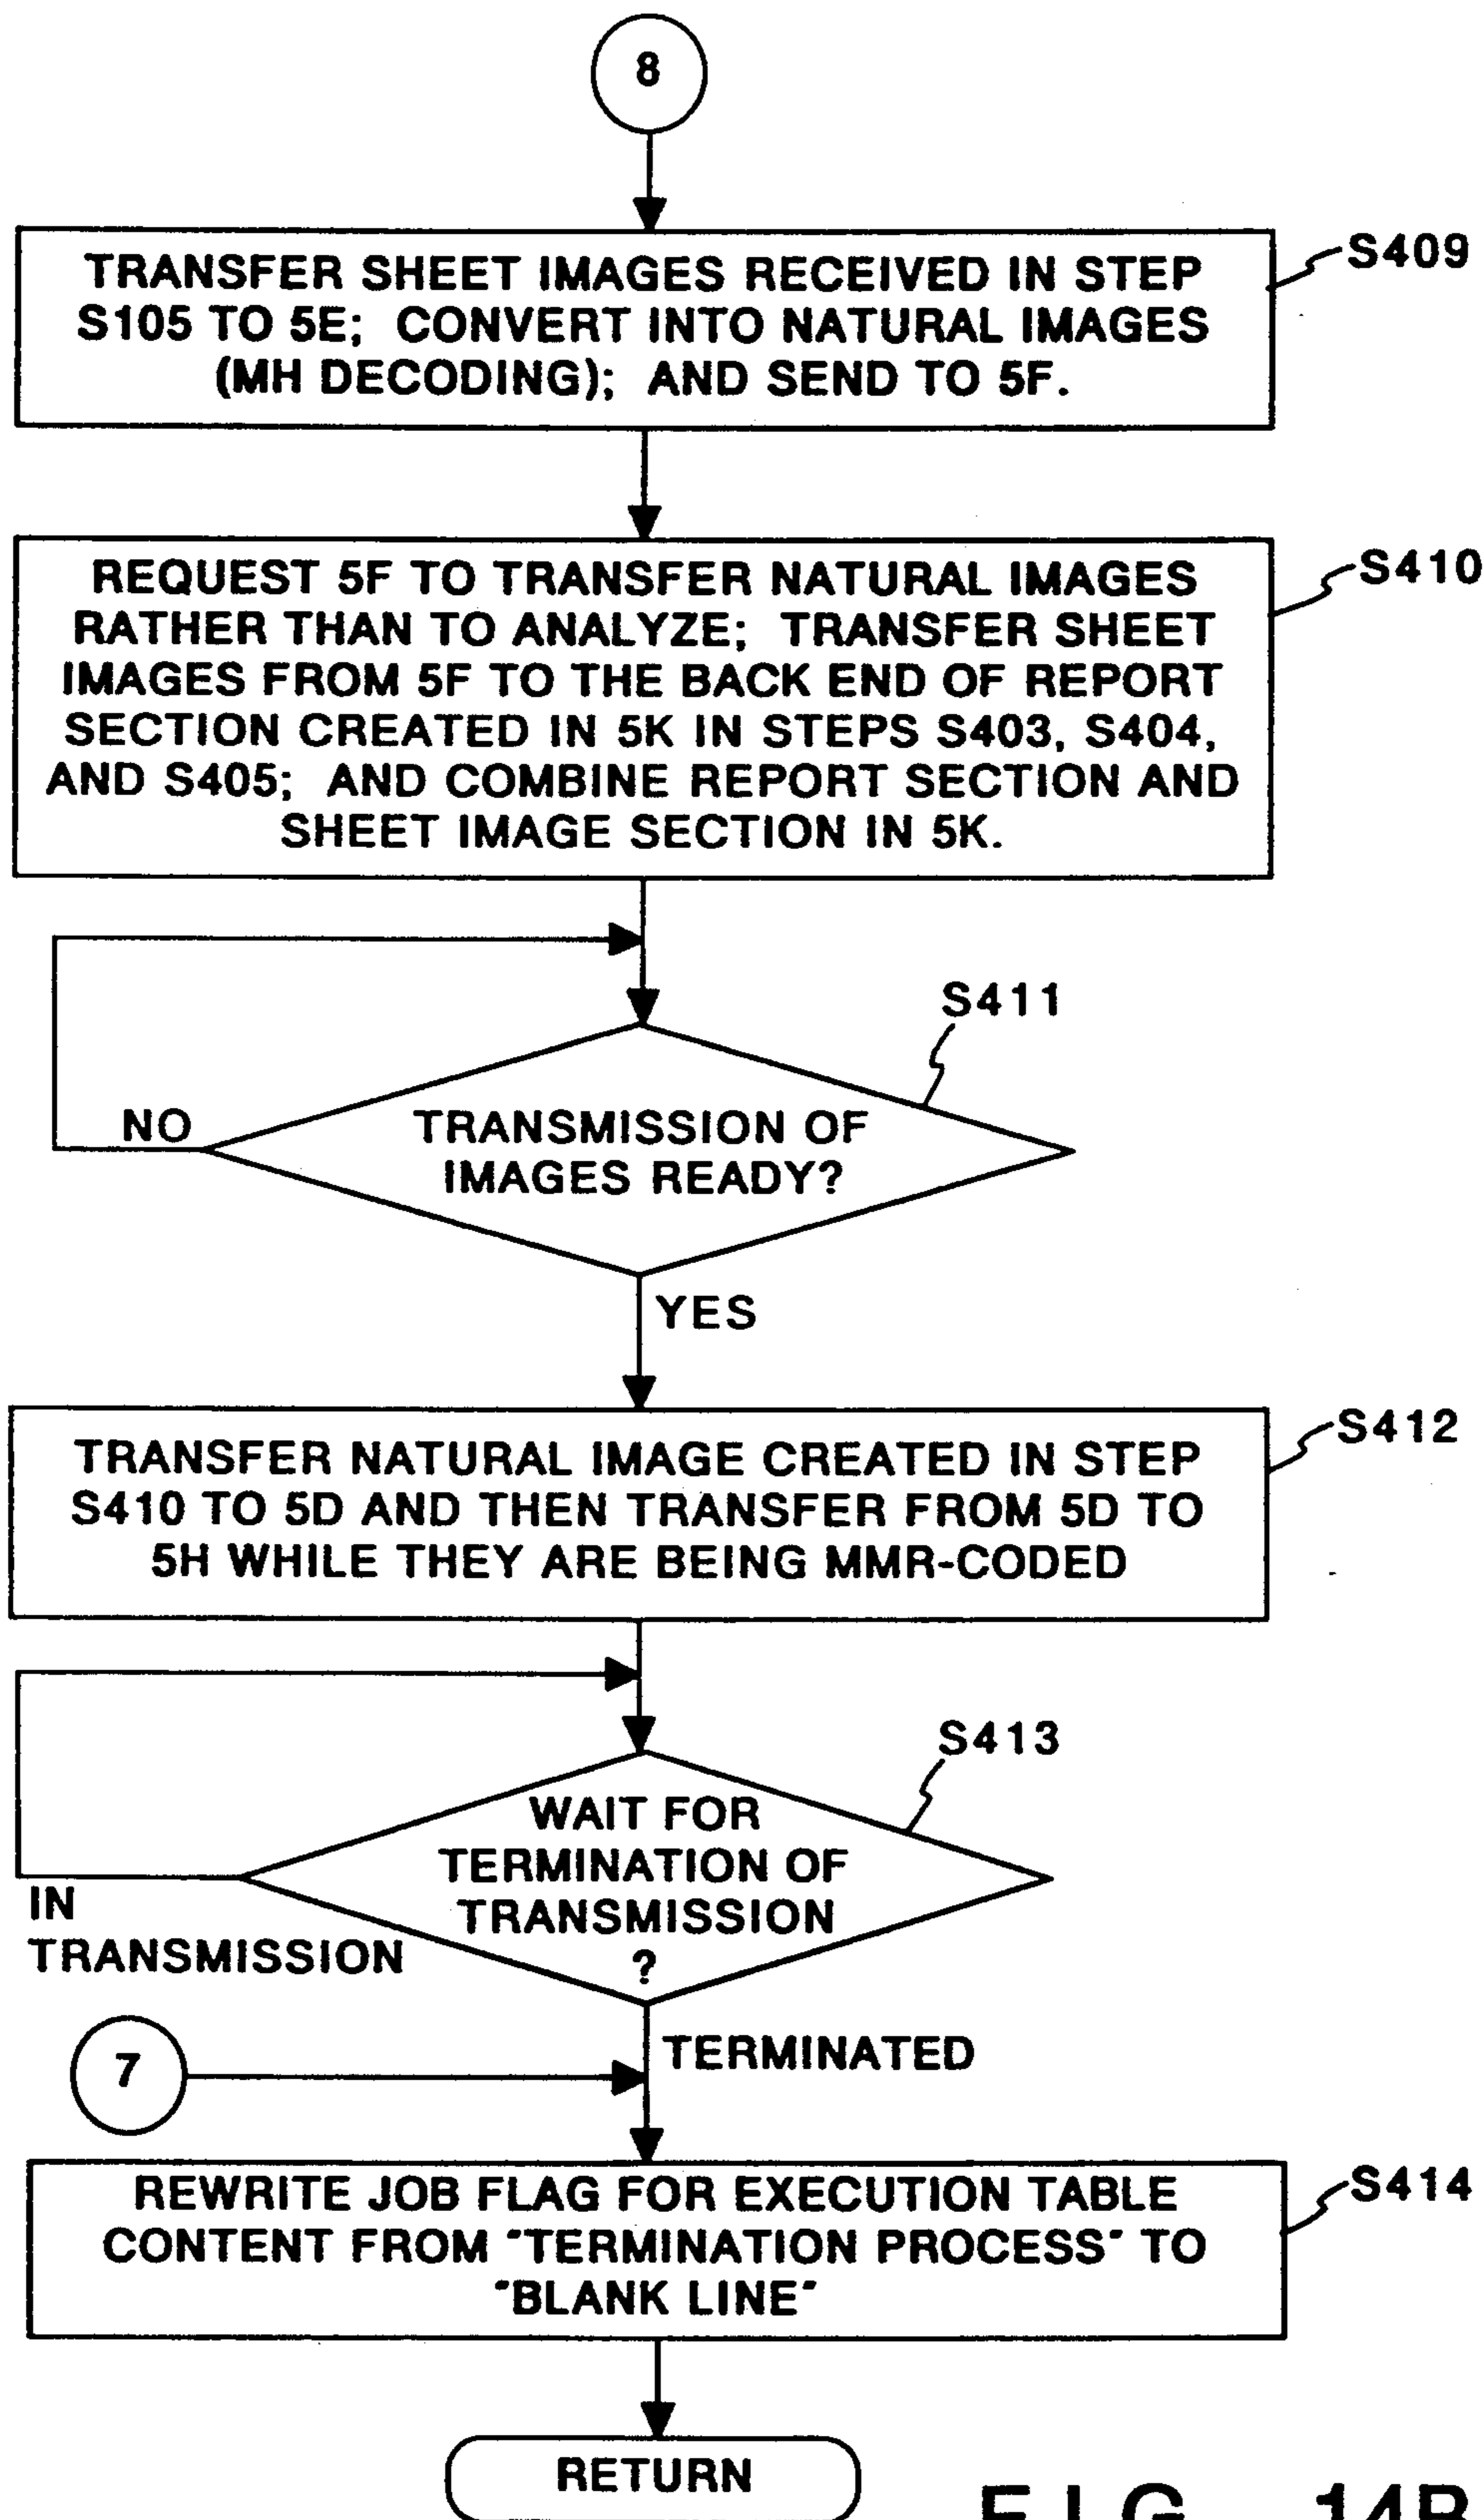 8
TRANSFER SHEET IMAGES RECEIVED IN STEP
S105 TO 5E; CONVERT INTO NATURAL IMAGES
(MH DECODING); AND SEND TO 5F.
S409
REQUEST 5F TO TRANSFER NATURAL IMAGES
RATHER THAN TO ANALYZE; TRANSFER SHEET
IMAGES FROM 5F TO THE BACK END OF REPORT
SECTION CREATED IN 5K IN STEPS S403, S404,
AND S405; AND COMBINE REPORT SECTION AND
SHEET IMAGE SECTION IN 5K.
S410
S411
NO
TRANSMISSION OF
IMAGES READY?
YES
TRANSFER NATURAL IMAGE CREATED IN STEP
S410 TO 5D AND THEN TRANSFER FROM 5D TO
5H WHILE THEY ARE BEING MMR-CODED
S412
S413
WAIT FOR
TERMINATION OF
TRANSMISSION
?
IN
TRANSMISSION
TERMINATED
7
REWRITE JOB FLAG FOR EXECUTION TABLE
CONTENT FROM "TERMINATION PROCESS" TO
"BLANK LINE"
S414
RETURN
FIG. 14B